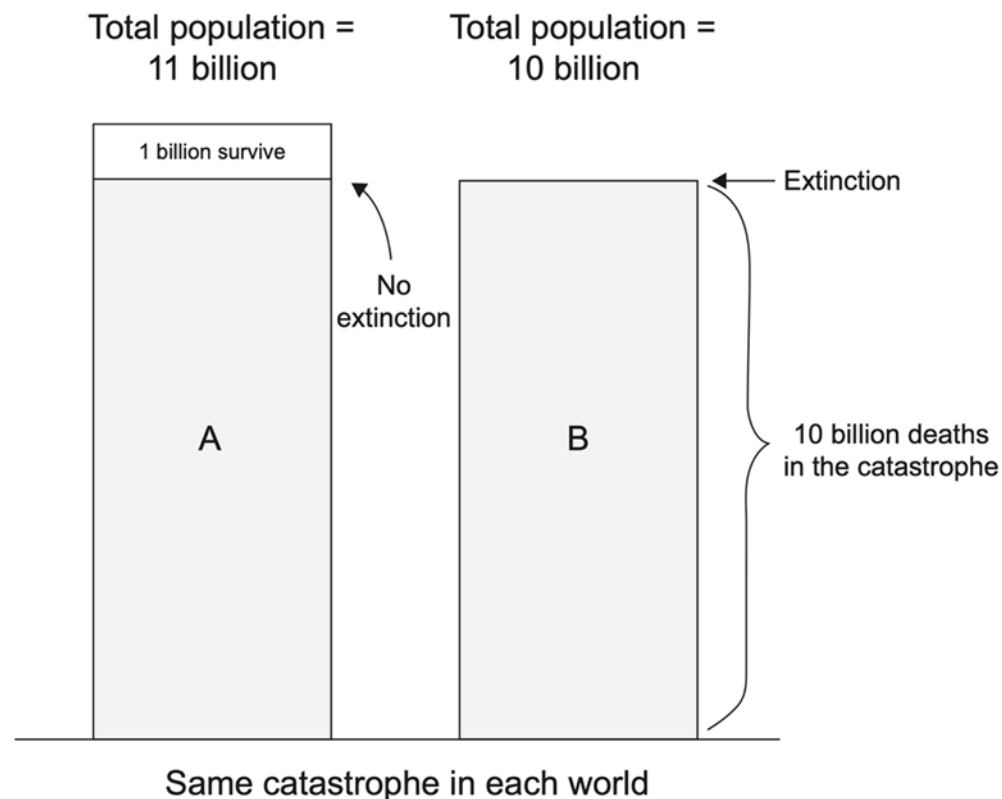 Total population =
11 billion
Total population =
10 billion
1 billion survive
Extinction
No
extinction
A
B
10 billion deaths
in the catastrophe
Same catastrophe in each world